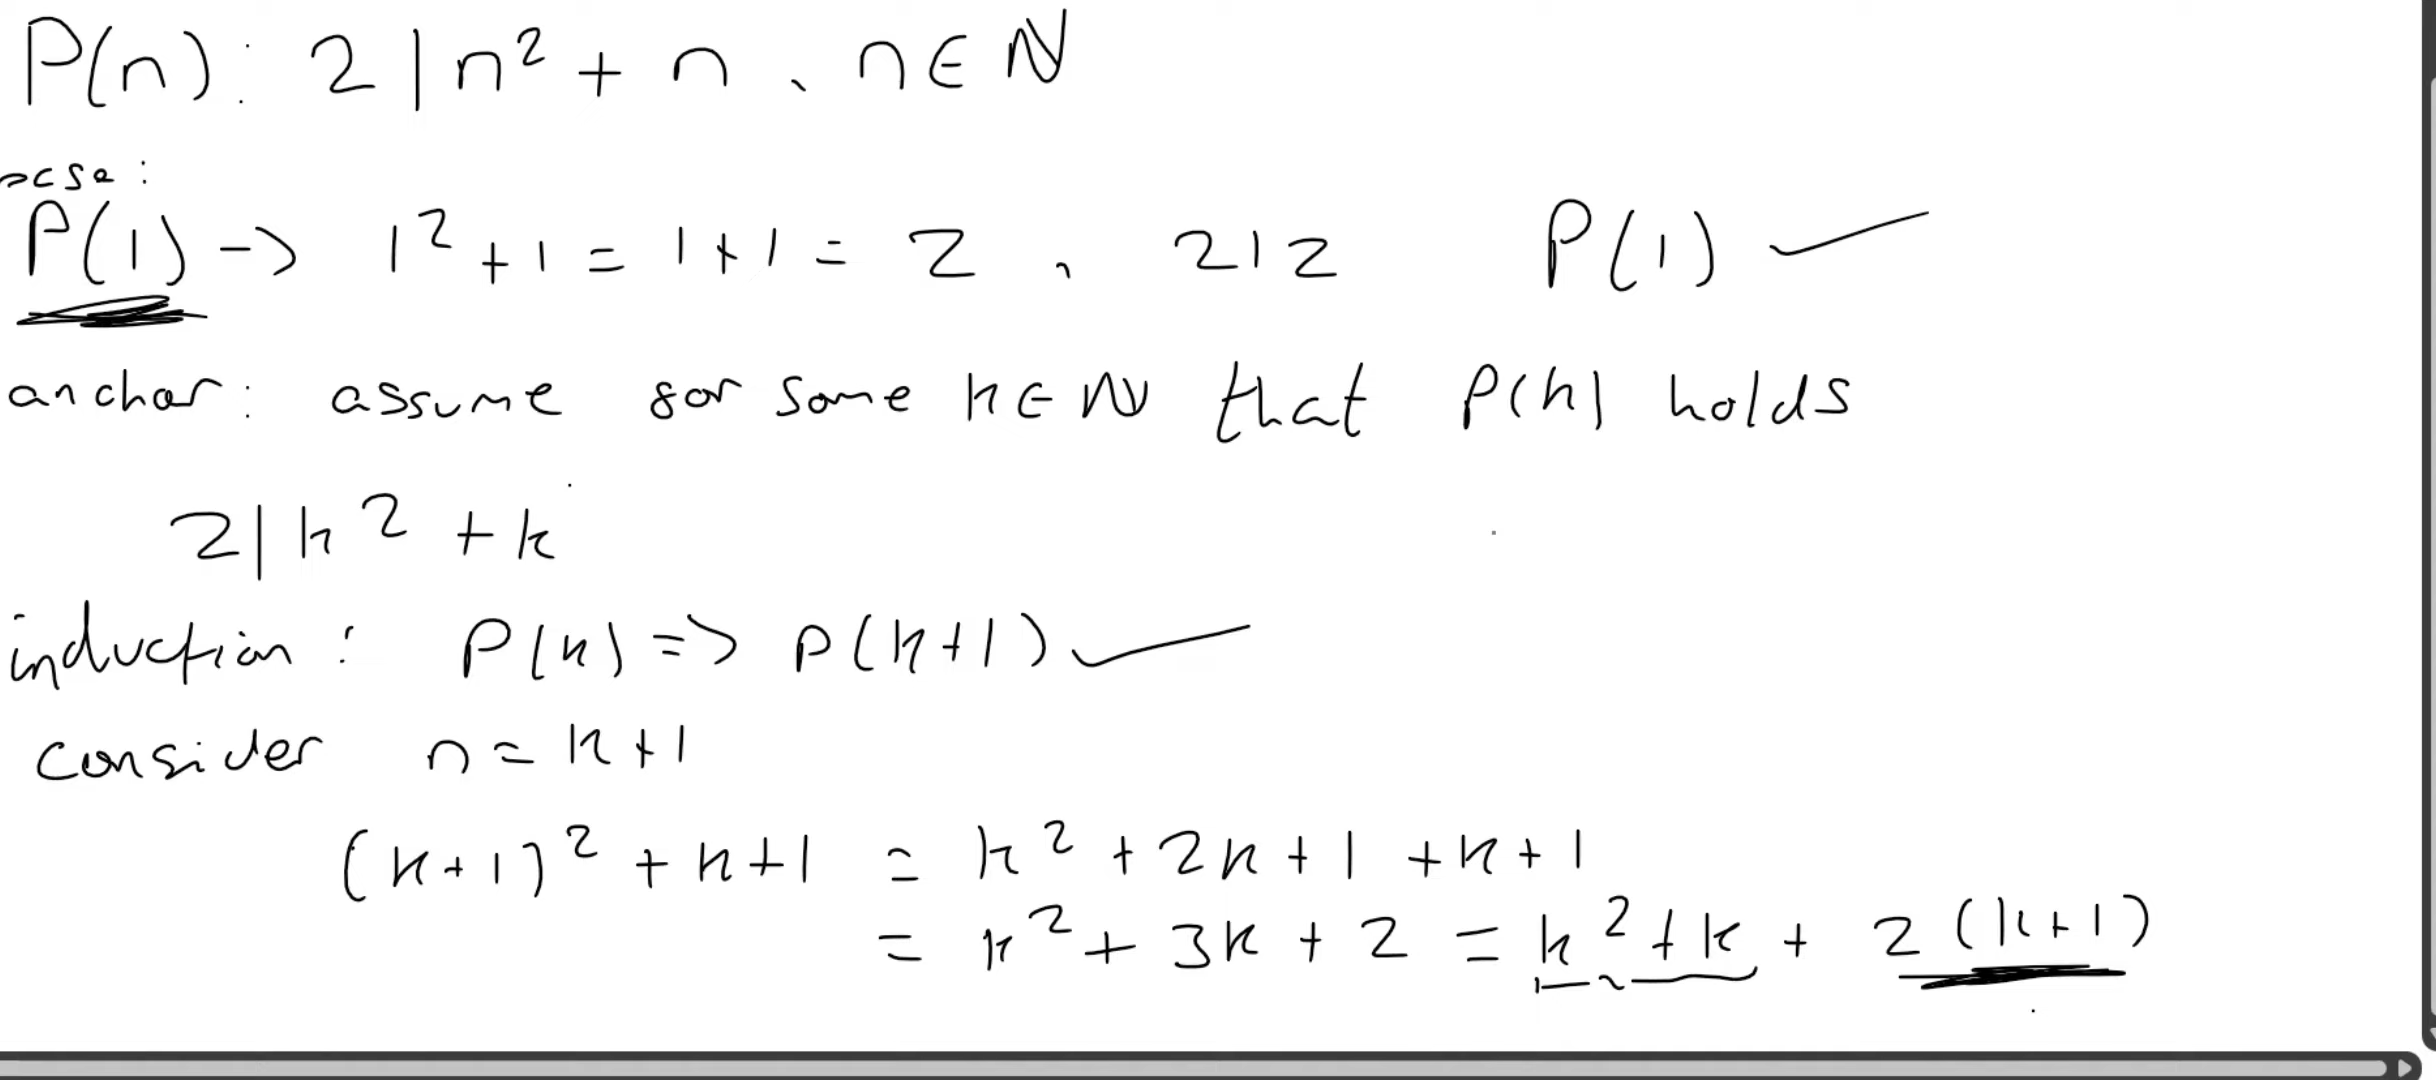 P(n): 2 | n² + n , n ∈ ℕ
P(1) -> 1² + 1 = 1 + 1 = 2 , 2|2 P(1) ✓
anchor: assume for some k ∈ ℕ that P(k) holds
2 | k² + k
induction: P(k) => P(k+1) ✓
consider n = k+1
(k+1)² + k+1 = k² + 2k + 1 + k + 1
= k² + 3k + 2 = k² + k + 2(k+1)